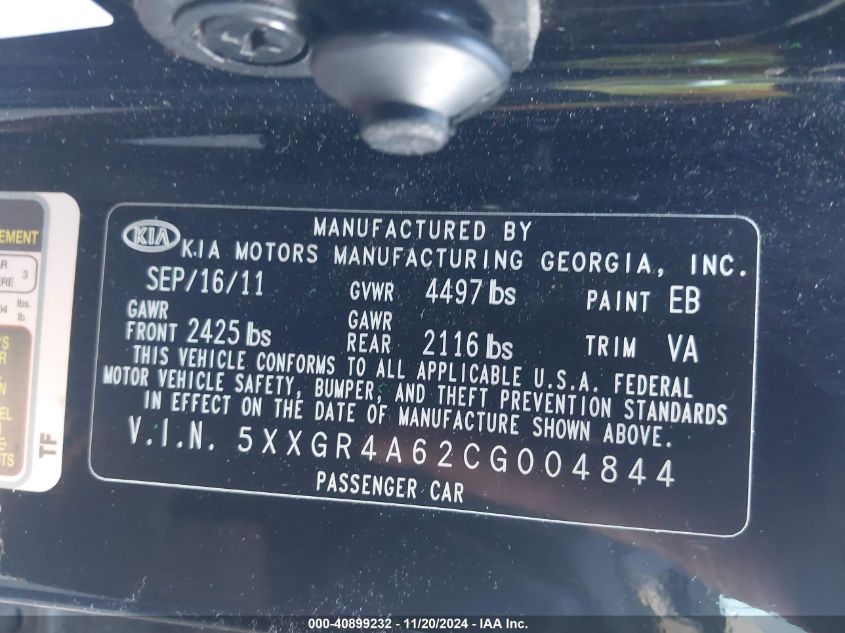 KIA
MANUFACTURED BY
KIA MOTORS MANUFACTURING GEORGIA, INC.
SEP/16/11 GVWR 4497 lbs PAINT EB
GAWR FRONT 2425 lbs GAWR REAR 2116 lbs TRIM VA
THIS VEHICLE CONFORMS TO ALL APPLICABLE U.S.A. FEDERAL
MOTOR VEHICLE SAFETY, BUMPER, AND THEFT PREVENTION STANDARDS
IN EFFECT ON THE DATE OF MANUFACTURE SHOWN ABOVE.
V.I.N. 5XXGR4A62CG004844
PASSENGER CAR
TF
000-40899232 - 11/20/2024 - IAA Inc.